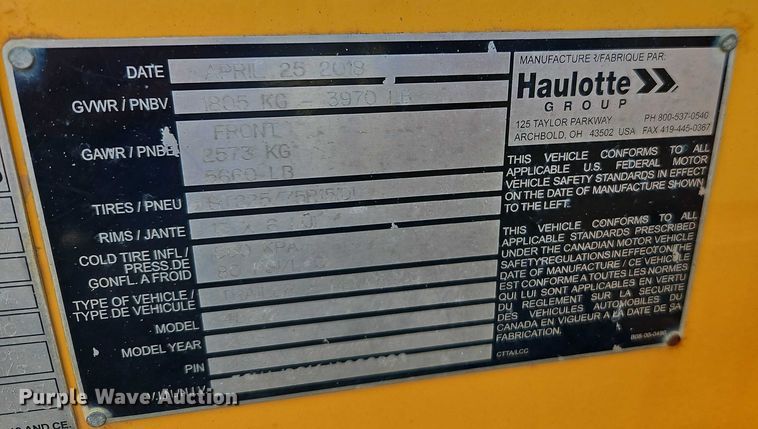 DATE APRIL 25 2018
GVWR / PNBV 1805 KG - 3970 LB
FRONT
GAWR / PNBE 2573 KG
5660 LB
TIRES / PNEU
RIMS / JANTE
COLD TIRE INFL / KPA
PRESS. DE
GONFL. A FROID
TYPE OF VEHICLE /
TYPE DE VEHICULE
MODEL
MODEL YEAR
PIN
MANUFACTURER/FABRIQUE PAR:
Haulotte
GROUP
125 TAYLOR PARKWAY PH 800-537-0540
ARCHBOLD, OH 43502 USA FAX 419-445-0367
THIS VEHICLE CONFORMS TO ALL
APPLICABLE U.S. FEDERAL MOTOR
VEHICLE SAFETY STANDARDS IN EFFECT
ON THE DATE OF MANUFACTURE SHOWN
TO THE LEFT.
THIS VEHICLE CONFORMS TO ALL
APPLICABLE STANDARDS PRESCRIBED
UNDER THE CANADIAN MOTOR VEHICLE
SAFETY REGULATIONS IN EFFECT ON THE
DATE OF MANUFACTURE / CE VEHICULE
EST CONFORME A TOUTES LES NORMES
QUI LUI SONT APPLICABLES EN VERTU
DU REGLEMENT SUR LA SECURITE
DES VEHICULES AUTOMOBILES DU
CANADA EN VIGUEUR A LA DATE DE SA
FABRICATION.
CTTA/LCC
Purple Wave Auction
AND CE.